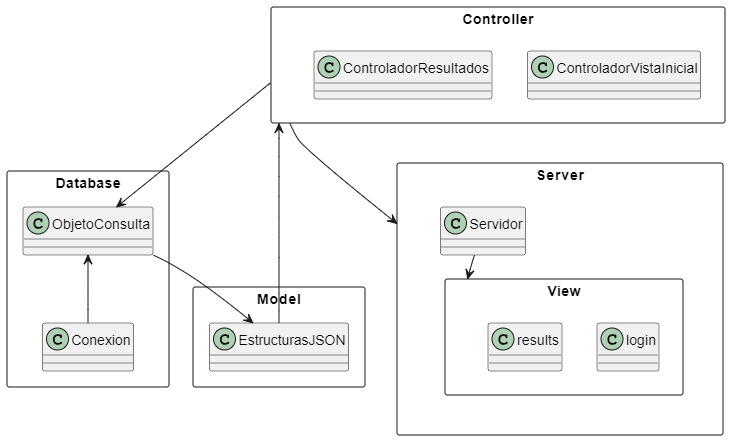 Controller
C ControladorResultados
C ControladorVistaInicial
Database
C ObjetoConsulta
C Conexion
Model
C EstructurasJSON
Server
C Servidor
View
C results
C login